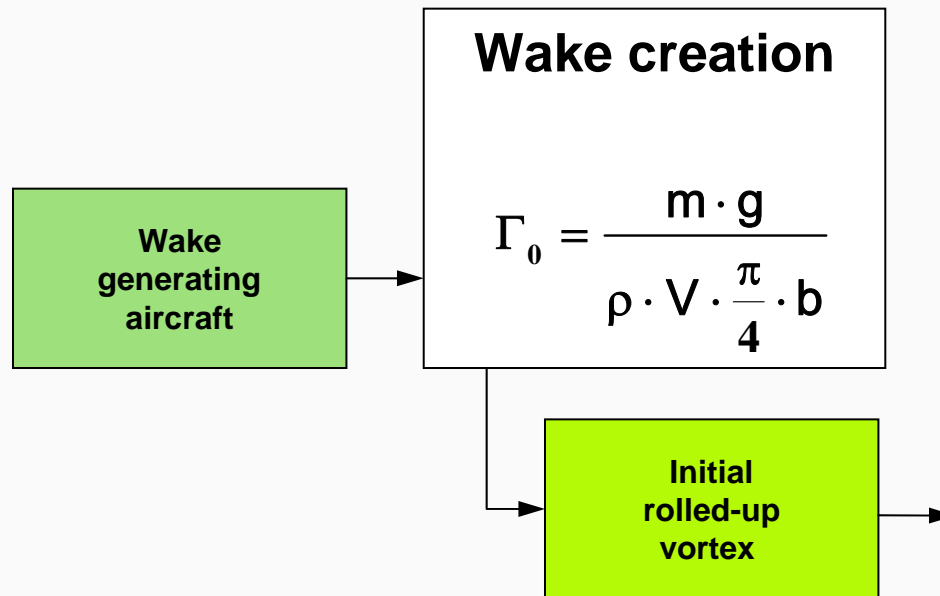 Wake creation
Γ₀ = m · g / ρ · V · π/4 · b
Wake
generating
aircraft
Initial
rolled-up
vortex